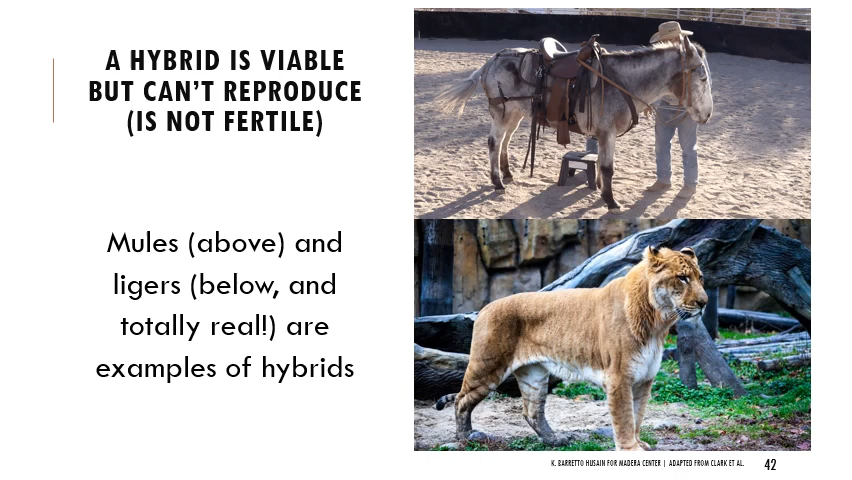 A HYBRID IS VIABLE
BUT CAN'T REPRODUCE
(IS NOT FERTILE)
Mules (above) and
ligers (below, and
totally real!) are
examples of hybrids
K. BARRETTO HUSAIN FOR MADERA CENTER | ADAPTED FROM CLARK ET AL.
42